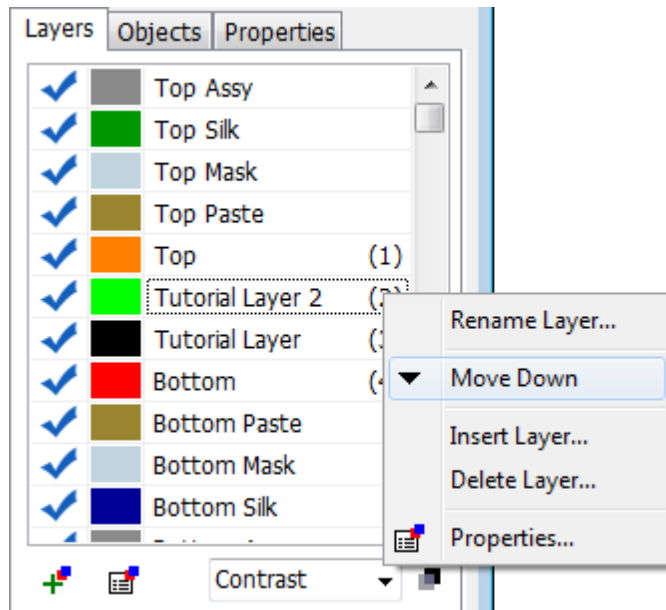 Layers Objects Properties
Top Assy
Top Silk
Top Mask
Top Paste
Top (1)
Tutorial Layer 2
Tutorial Layer
Bottom
Bottom Paste
Bottom Mask
Bottom Silk
Rename Layer...
Move Down
Insert Layer...
Delete Layer...
Properties...
Contrast